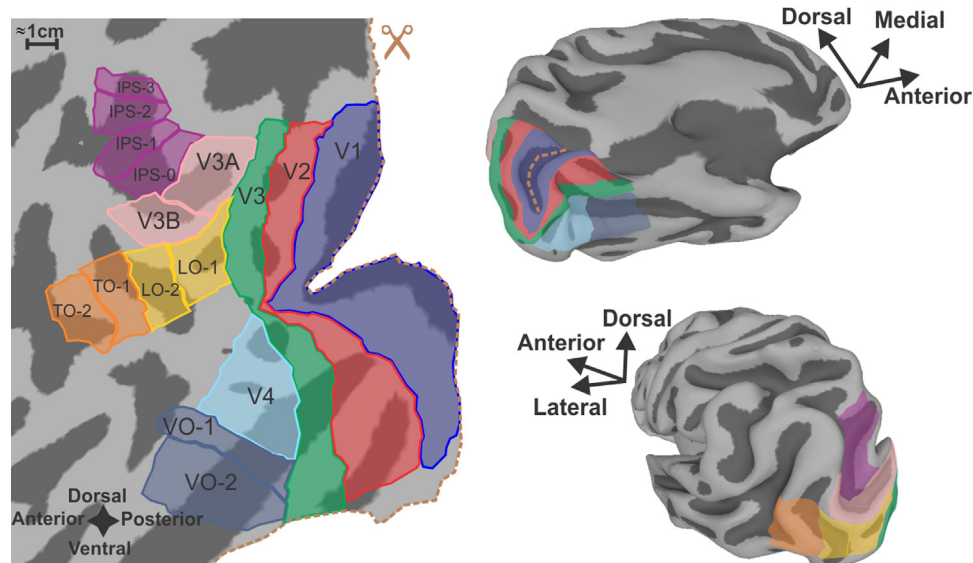 ≈1cm
IPS-3
IPS-2
IPS-1
IPS-0
V3A
V3B
V3
V2
V1
LO-1
LO-2
TO-1
TO-2
V4
VO-1
VO-2
Dorsal
Anterior
Posterior
Ventral
Dorsal
Medial
Anterior
Dorsal
Anterior
Lateral